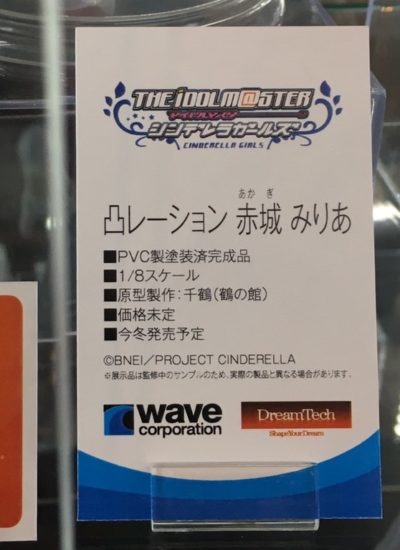 THE iDOLM@STER
シンデレラガールズ
CINDERELLA GIRLS
あか ぎ
凸レーション 赤城 みりあ
■PVC製塗装済完成品
■1/8スケール
■原型製作：千鶴(鶴の館)
■価格未定
■今冬発売予定
©BNEI／PROJECT CINDERELLA
※展示品は監修中のサンプルのため、実際の製品と異なる場合があります。
wave
corporation
DreamTech
ShapeYourDream